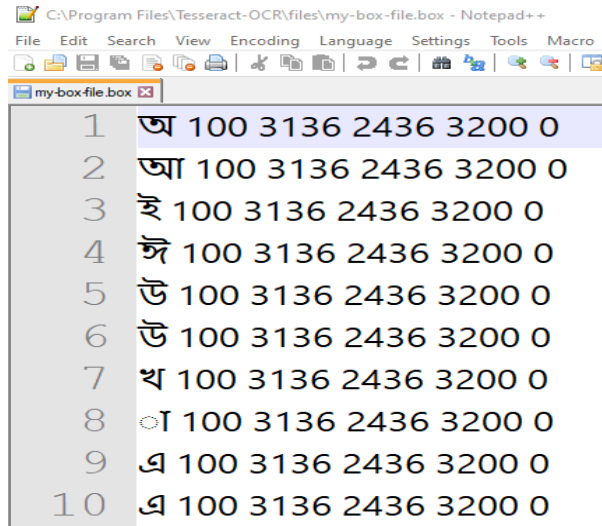 C:\Program Files\Tesseract-OCR\files\my-box-file.box - Notepad++
File Edit Search View Encoding Language Settings Tools Macro
my-box-file.box
1 অ 100 3136 2436 3200 0
2 আ 100 3136 2436 3200 0
3 ই 100 3136 2436 3200 0
4 ঈ 100 3136 2436 3200 0
5 উ 100 3136 2436 3200 0
6 উ 100 3136 2436 3200 0
7 খ 100 3136 2436 3200 0
8 া 100 3136 2436 3200 0
9 এ 100 3136 2436 3200 0
10 এ 100 3136 2436 3200 0